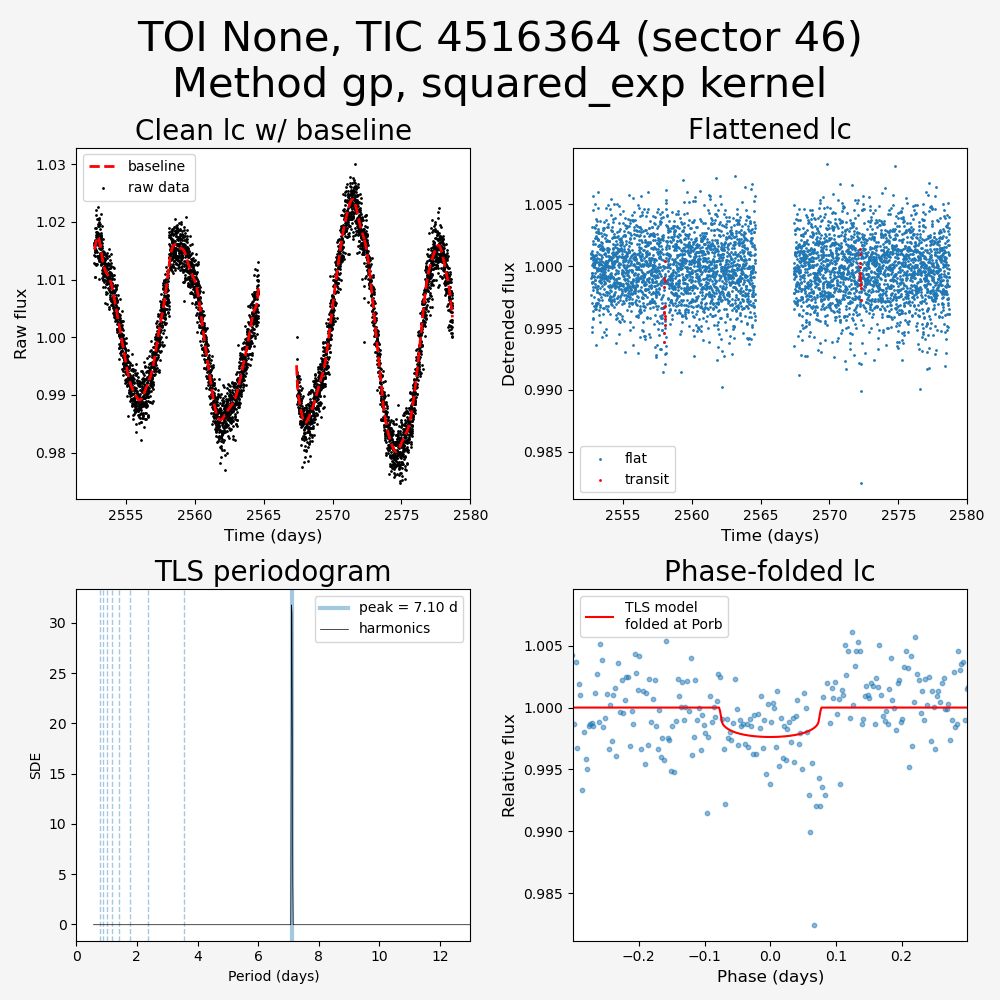 TOI None, TIC 4516364 (sector 46)
Method gp, squared_exp kernel
Clean lc w/ baseline
baseline
raw data
1.03
1.02
1.01
1.00
0.99
0.98
Raw flux
2555
2560
2565
2570
2575
2580
Time (days)
Flattened lc
1.005
1.000
0.995
0.990
0.985
Detrended flux
flat
transit
2555
2560
2565
2570
2575
2580
Time (days)
TLS periodogram
peak = 7.10 d
harmonics
30
25
20
15
10
5
0
SDE
0
2
4
6
8
10
12
Period (days)
Phase-folded lc
TLS model
folded at Porb
1.005
1.000
0.995
0.990
0.985
Relative flux
−0.2
−0.1
0.0
0.1
0.2
Phase (days)